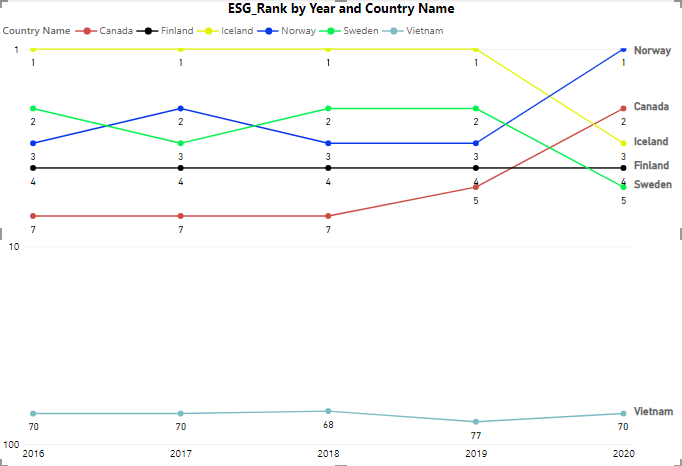 ESG_Rank by Year and Country Name
Country Name Canada Finland Iceland Norway Sweden Vietnam
1 Norway
1 1 1 1 1
Canada
2 2 2 2 2
Iceland
3 3 3 3 3
Finland
4 4 4 4 4
Sweden
5 5
7 7 7
10
Vietnam
70 70 68 77 70
100
2016 2017 2018 2019 2020